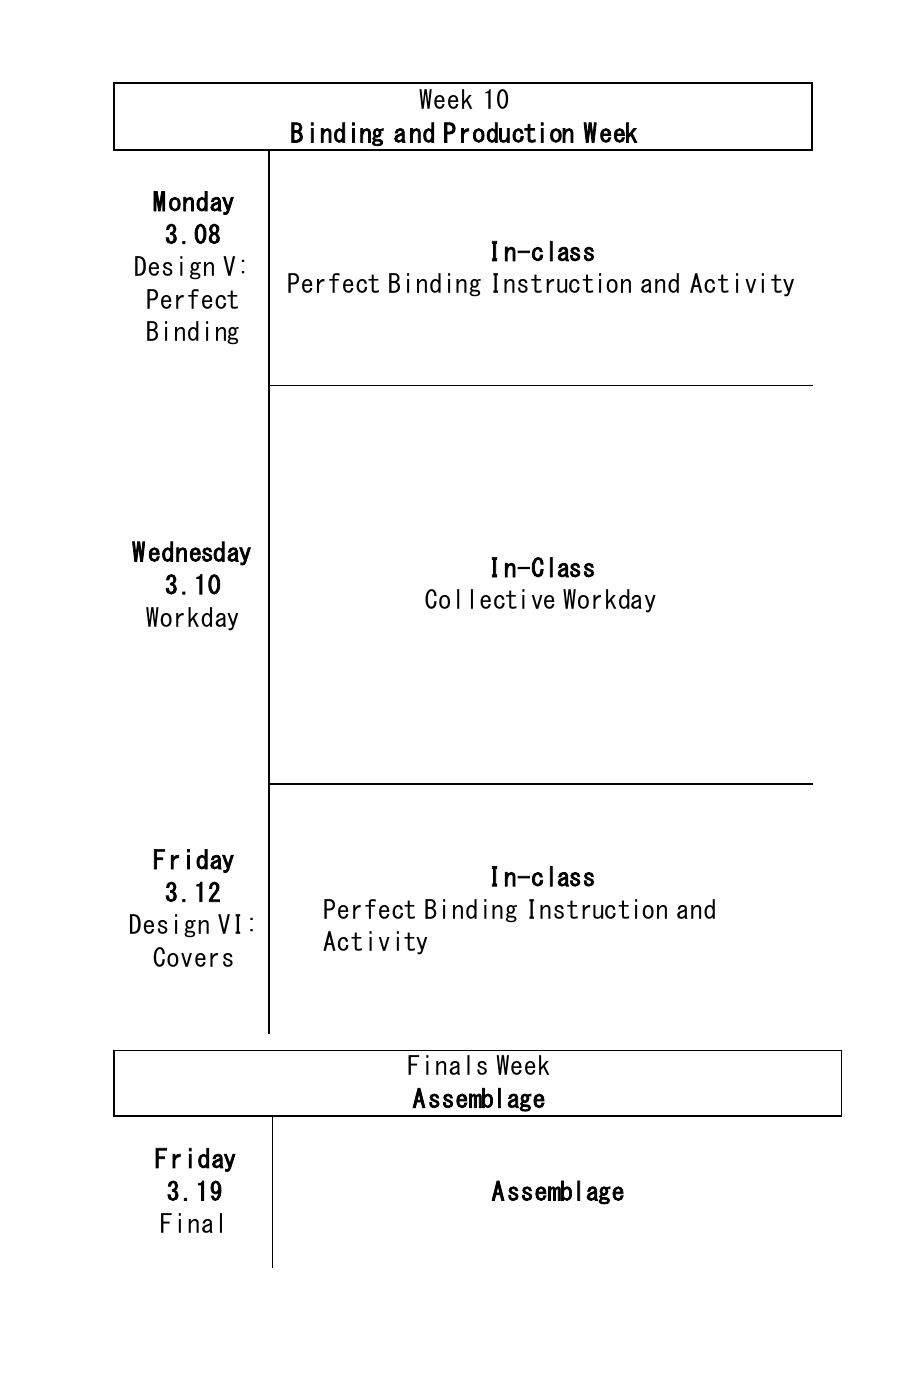 Week 10
Binding and Production Week
Monday
3.08
Design V:
Perfect
Binding
In-class
Perfect Binding Instruction and Activity
Wednesday
3.10
Workday
In-Class
Collective Workday
Friday
3.12
Design VI:
Covers
In-class
Perfect Binding Instruction and
Activity
Finals Week
Assemblage
Friday
3.19
Final
Assemblage